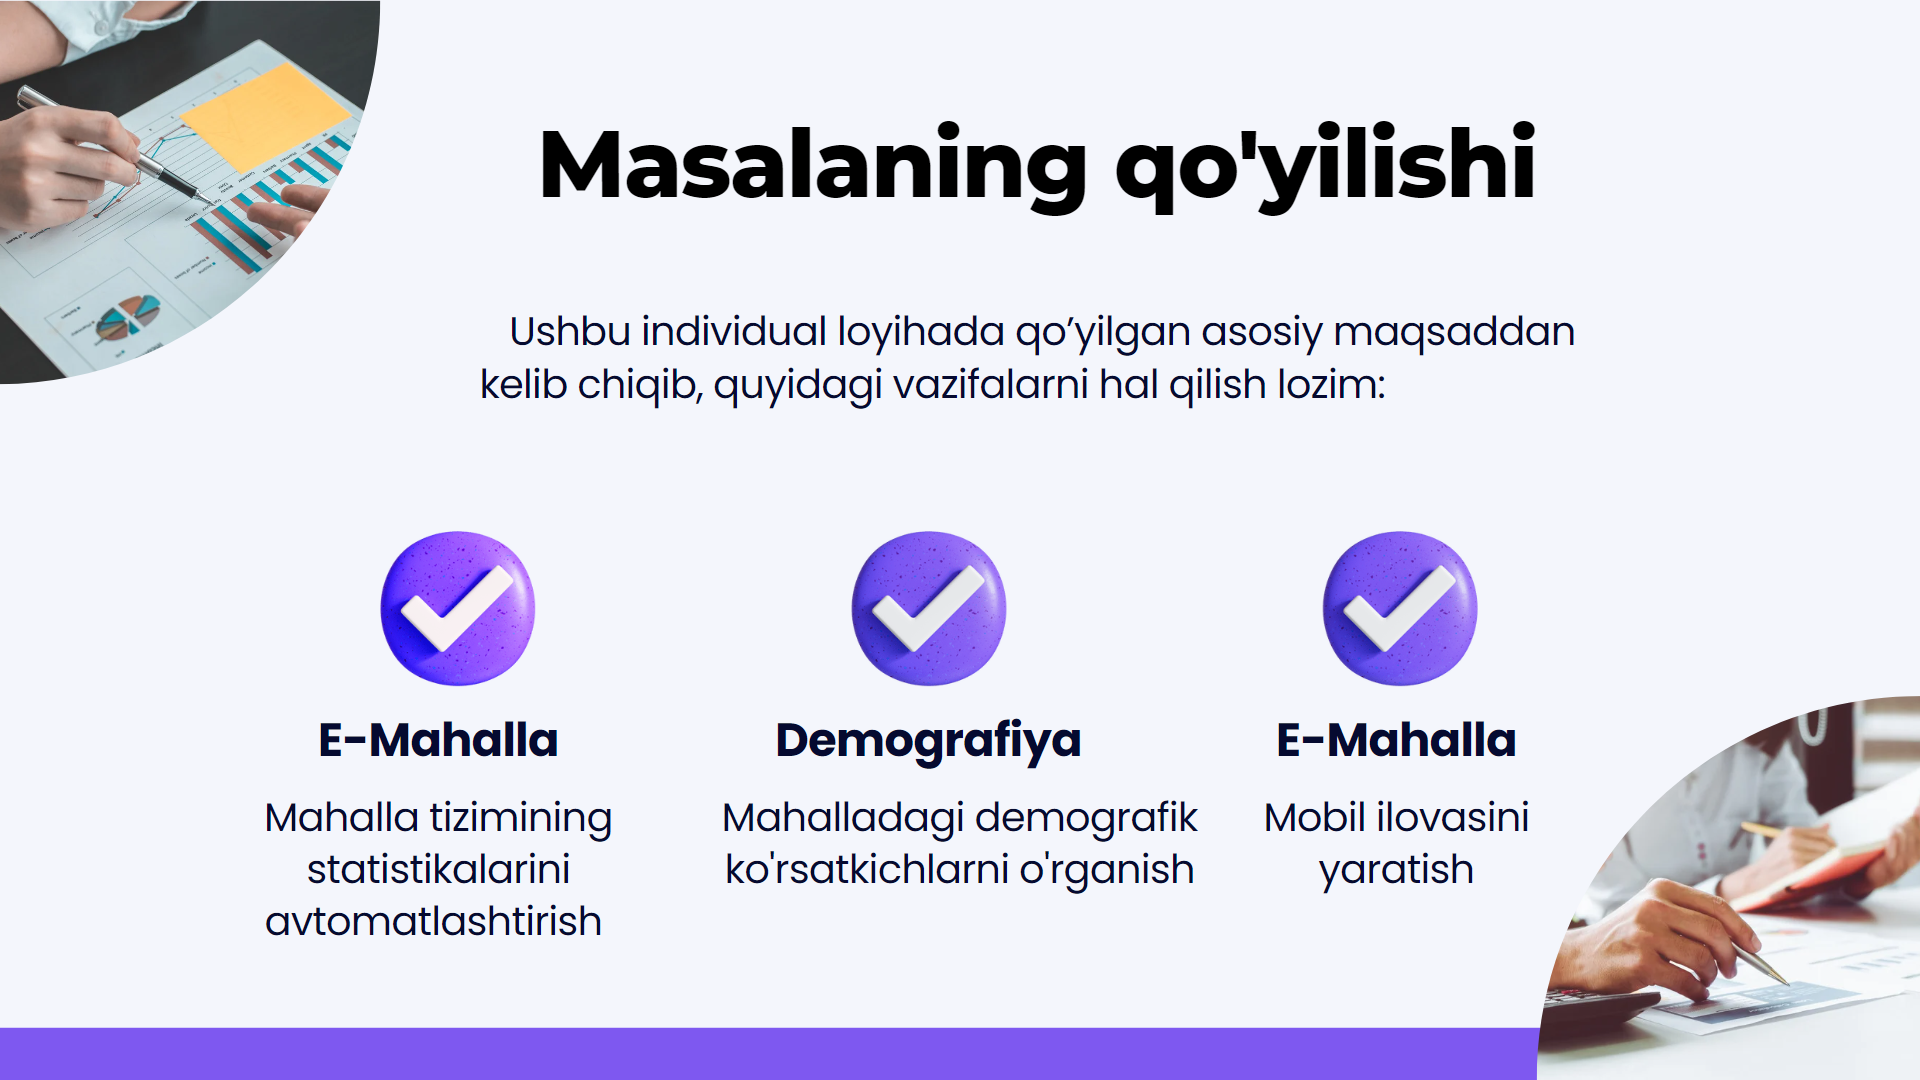 Masalaning qo'yilishi
Ushbu individual loyihada qo’yilgan asosiy maqsaddan
kelib chiqib, quyidagi vazifalarni hal qilish lozim:
E-Mahalla
Mahalla tizimining
statistikalarini
avtomatlashtirish
Demografiya
Mahalladagi demografik
ko'rsatkichlarni o'rganish
E-Mahalla
Mobil ilovasini
yaratish